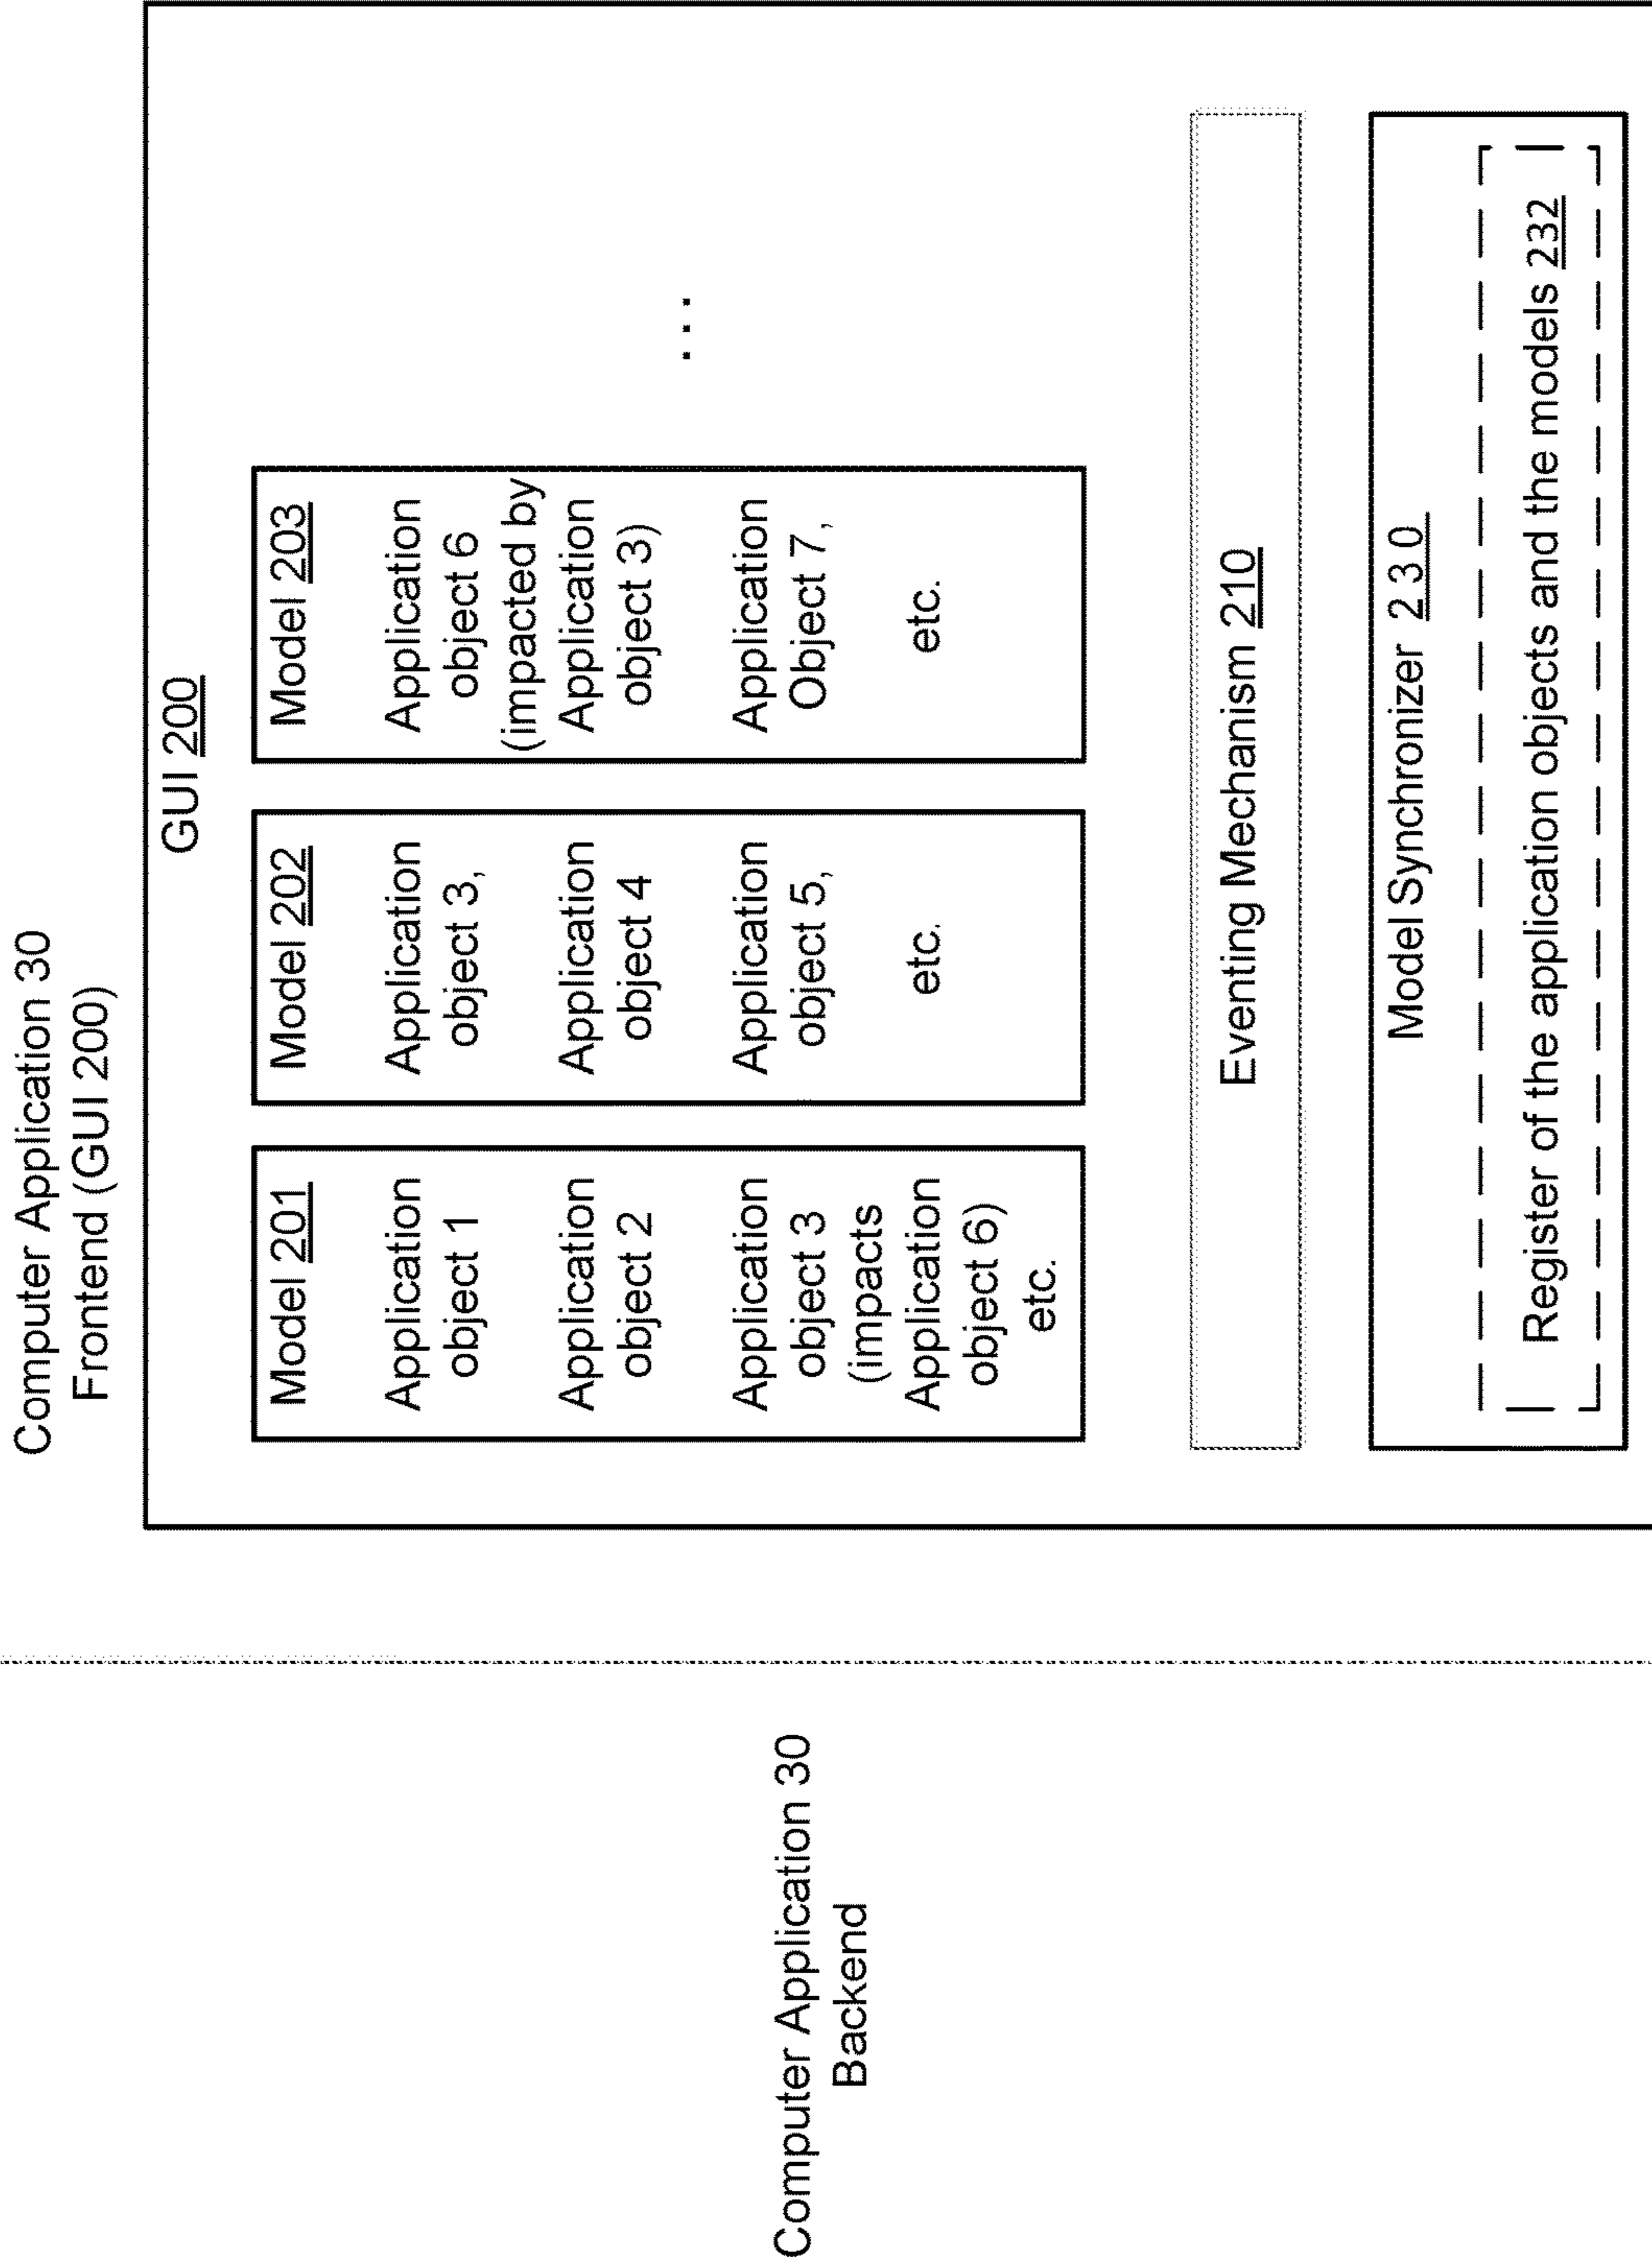 Computer Application 30
Frontend (GUI 200)
GUI 200
Model 201
Application
object 1
Application
object 2
Application
object 3
(impacts
Application
object 6)
etc.
Model 202
Application
object 3,
Application
object 4
Application
object 5,
etc.
Model 203
Application
object 6
(impacted by
Application
object 3)
Application
Object 7,
etc.
...
Eventing Mechanism 210
Model Synchronizer 2 3 0
Register of the application objects and the models 232
Computer Application 30
Backend